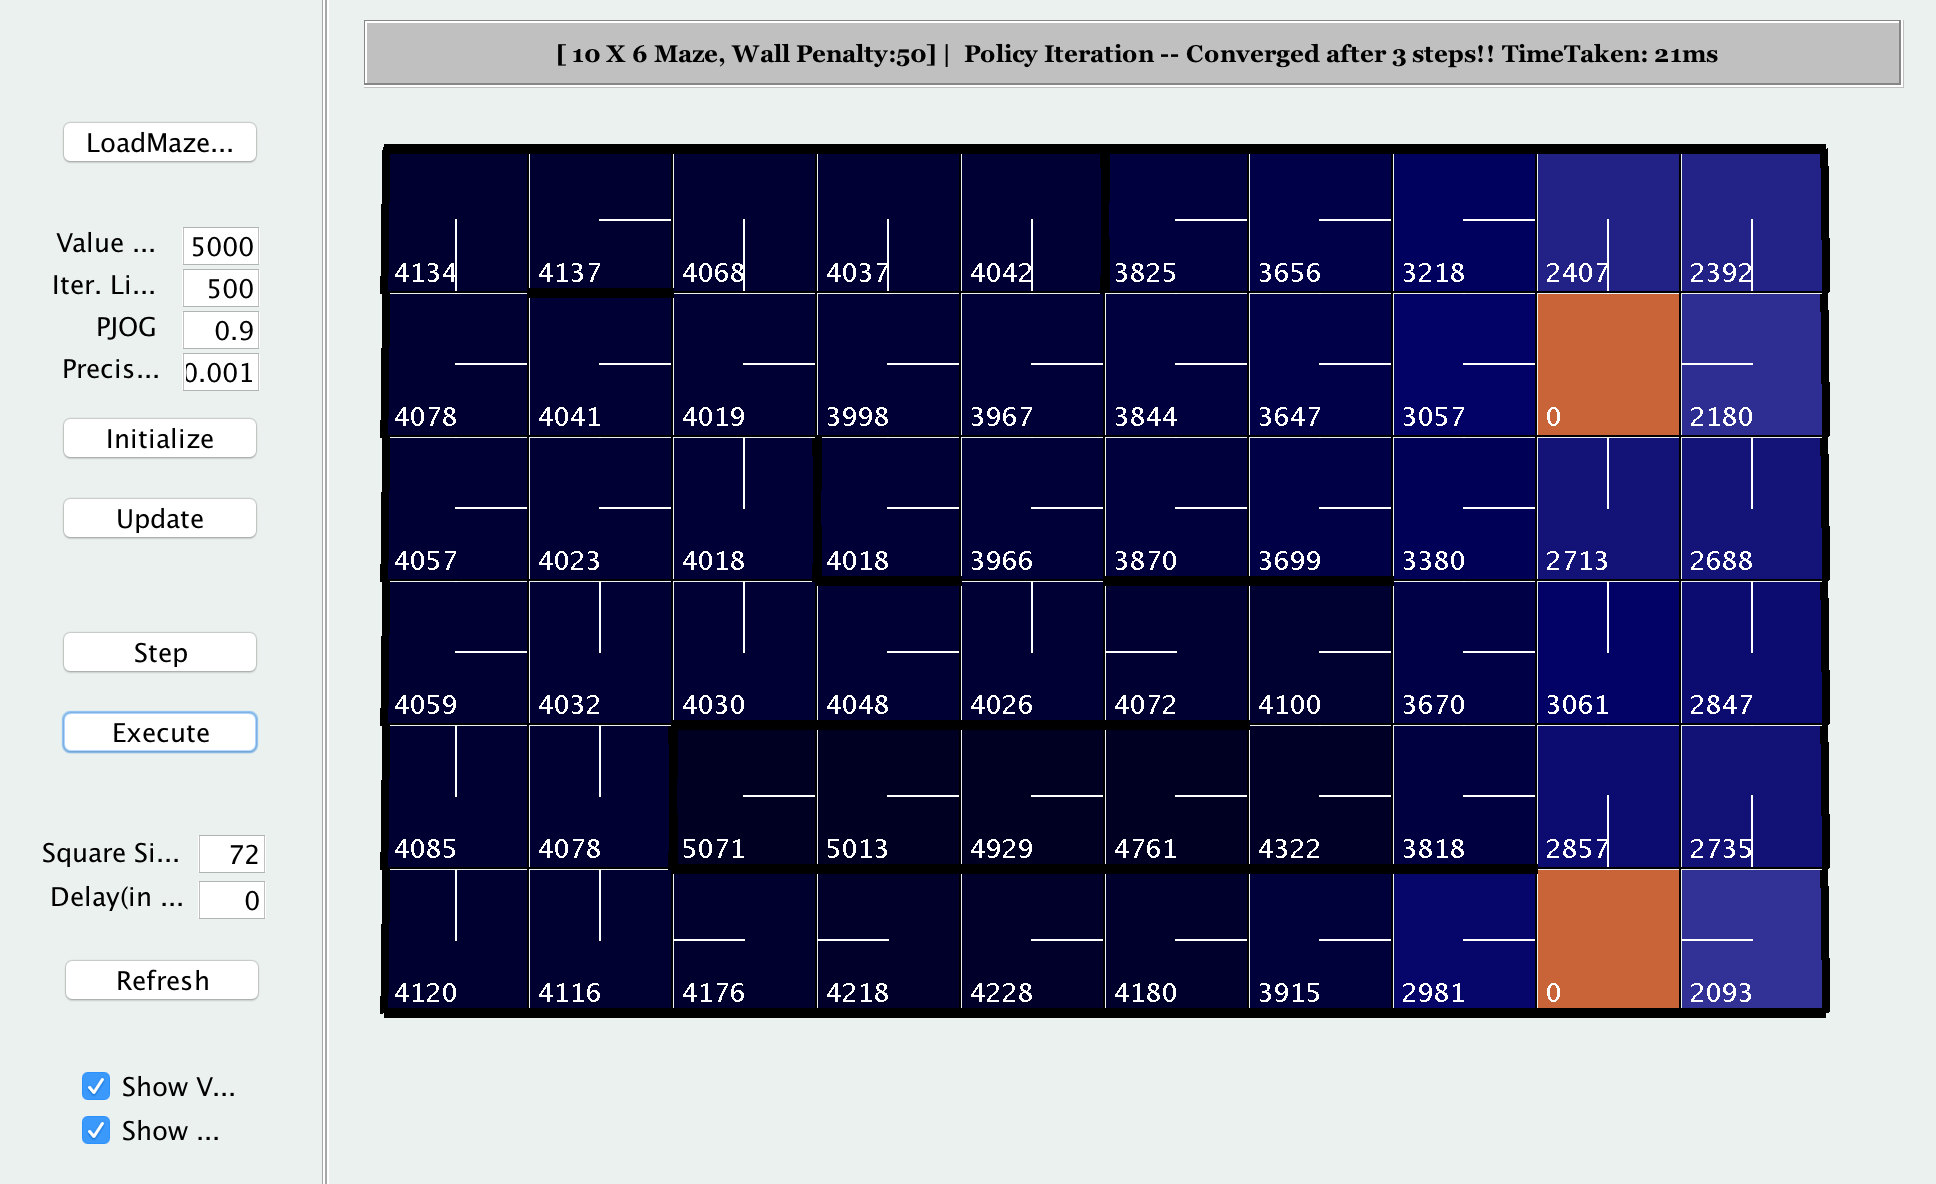 [ 10 X 6 Maze, Wall Penalty:50] | Policy Iteration -- Converged after 3 steps!! TimeTaken: 21ms
LoadMaze...
Value ... 5000
Iter. Li... 500
PJOG 0.9
Precis... 0.001
Initialize
Update
Step
Execute
Square Si... 72
Delay(in ... 0
Refresh
Show V...
Show ...
4134 4137 4068 4037 4042 3825 3656 3218 2407 2392
4078 4041 4019 3998 3967 3844 3647 3057 0 2180
4057 4023 4018 4018 3966 3870 3699 3380 2713 2688
4059 4032 4030 4048 4026 4072 4100 3670 3061 2847
4085 4078 5071 5013 4929 4761 4322 3818 2857 2735
4120 4116 4176 4218 4228 4180 3915 2981 0 2093